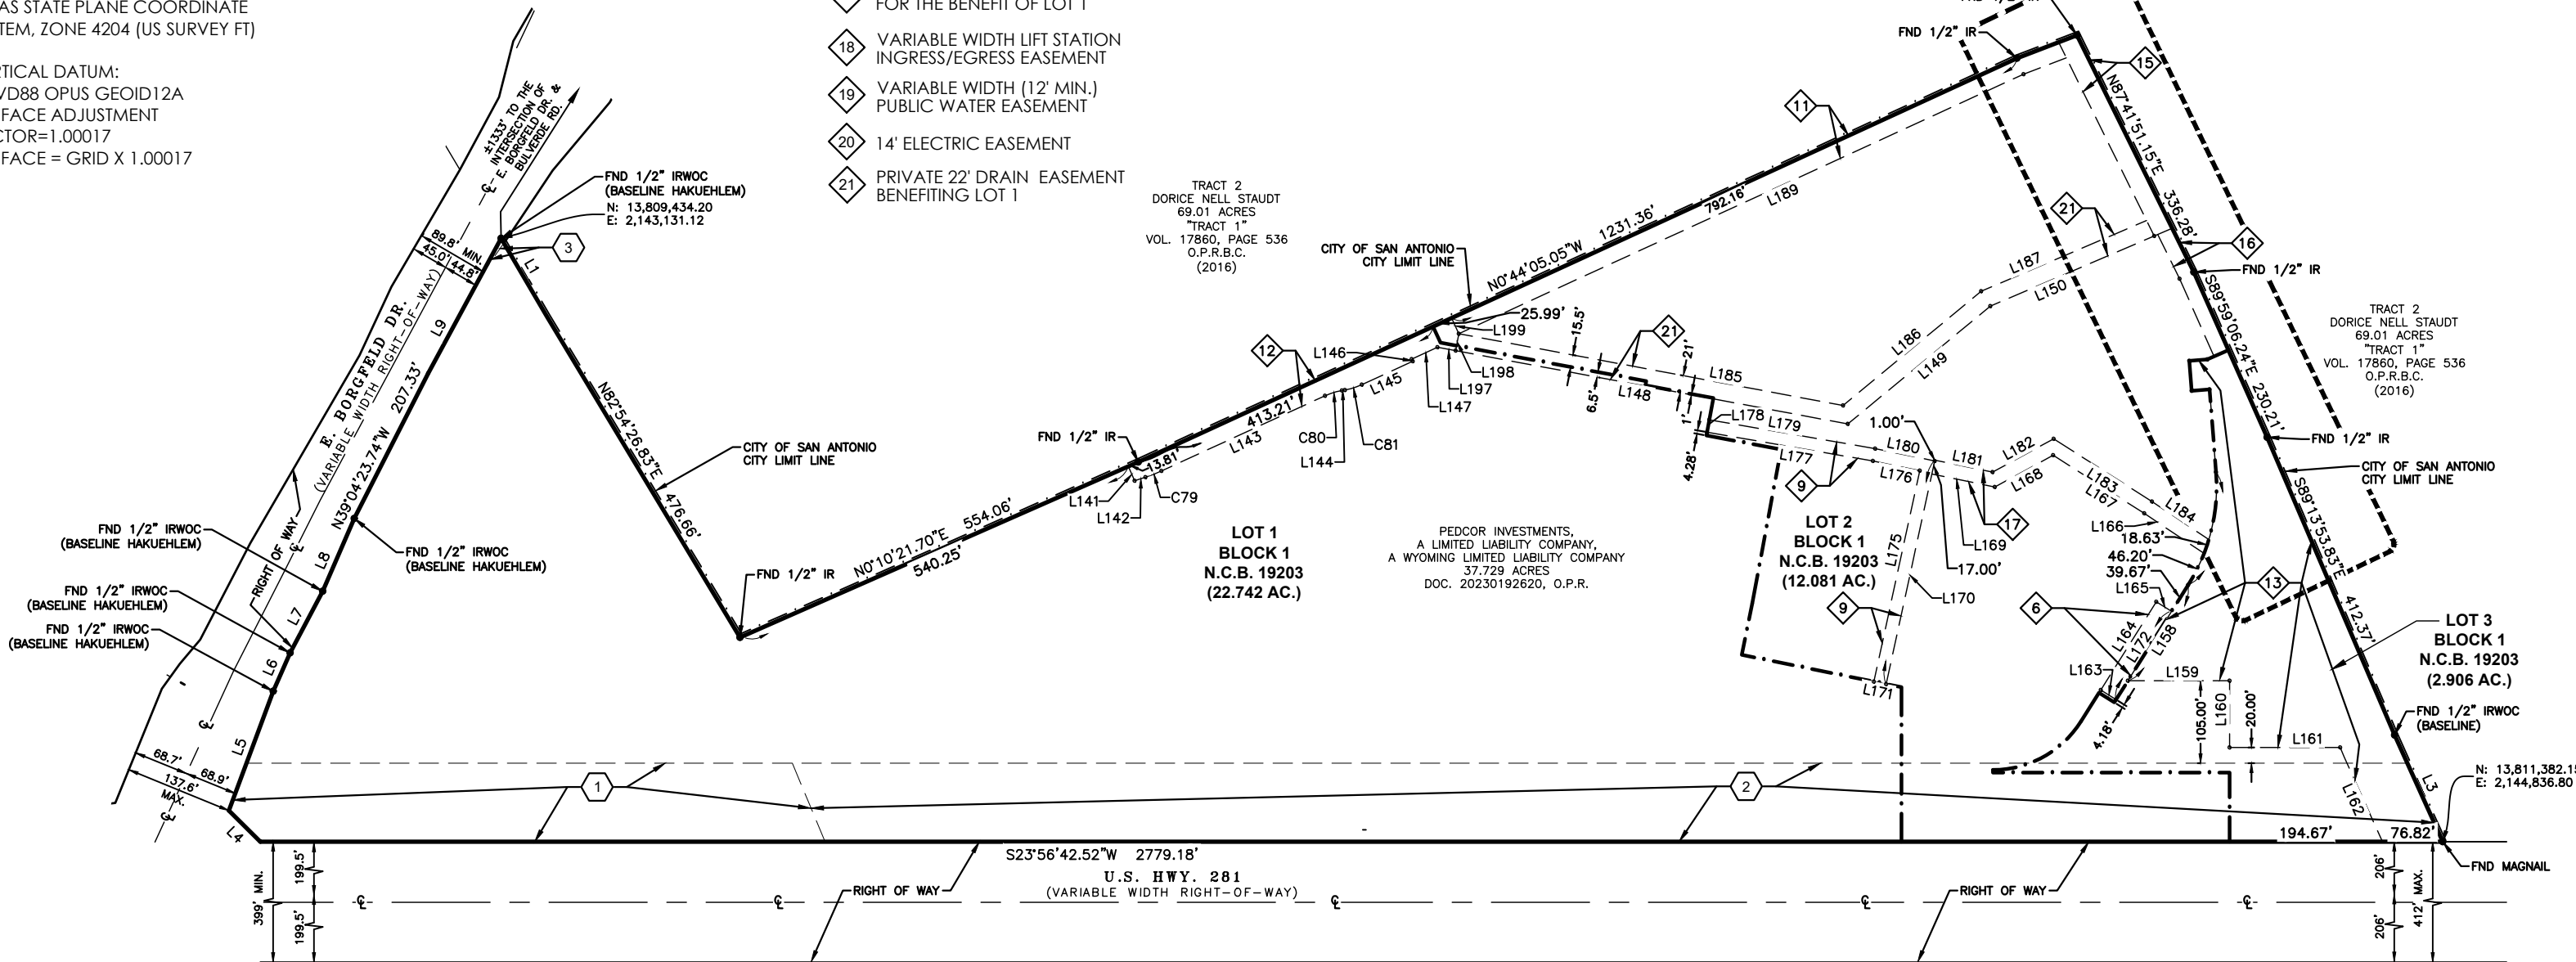 AS STATE PLANE COORDINATE
TEM, ZONE 4204 (US SURVEY FT)
RTICAL DATUM:
VD88 OPUS GEOID12A
FACE ADJUSTMENT
CTOR=1.00017
FACE = GRID X 1.00017
FOR THE BENEFIT OF LOT 1
18 VARIABLE WIDTH LIFT STATION
INGRESS/EGRESS EASEMENT
19 VARIABLE WIDTH (12' MIN.)
PUBLIC WATER EASEMENT
20 14' ELECTRIC EASEMENT
21 PRIVATE 22' DRAIN EASEMENT
BENEFITING LOT 1
±1333' TO THE
INTERSECTION OF
E. BORGFELD DR. &
BULVERDE RD.
FND 1/2" IRWOC
(BASELINE HAKUEHLEM)
N: 13,809,434.20
E: 2,143,131.12
3
89.8' MIN.
45.0'
44.8'
E. BORGFELD DR.
(VARIABLE WIDTH RIGHT-OF-WAY)
L9
N39°04'23.74"W 207.33'
L1
N82°54'26.83"E 476.66'
CITY OF SAN ANTONIO
CITY LIMIT LINE
FND 1/2" IRWOC
(BASELINE HAKUEHLEM)
FND 1/2" IRWOC
(BASELINE HAKUEHLEM)
FND 1/2" IRWOC
(BASELINE HAKUEHLEM)
FND 1/2" IRWOC
(BASELINE HAKUEHLEM)
RIGHT OF WAY
L8
L7
L6
L5
L4
68.7'
68.9'
137.6'
MAX.
FND 1/2" IR
N0°10'21.70"E 554.06'
540.25'
FND 1/2" IR
13.81'
L141
L142
C79
L143
413.21'
12
C80
L144
C81
L145
L146
L147
TRACT 2
DORICE NELL STAUDT
69.01 ACRES
"TRACT 1"
VOL. 17860, PAGE 536
O.P.R.B.C.
(2016)
CITY OF SAN ANTONIO
CITY LIMIT LINE
N0°44'05.05"W 1231.36'
792.16'
L189
11
FND 1/2" IR
15
N87°41'51.15"E 336.28'
21
16
FND 1/2" IR
L187
L150
L186
L149
25.99'
L199
L198
L197
15.5'
21
21'
6.5'
L148
L185
1'
4.28'
L178
L179
L177
1.00'
L180
L176
L181
L182
L168
L183
L167
L184
L166
18.63'
46.20'
39.67'
L165
9
17
L169
17.00'
L170
L175
9
L171
S89°59'06.24"E 230.21'
FND 1/2" IR
CITY OF SAN ANTONIO
CITY LIMIT LINE
S89°13'53.83"E 412.37'
TRACT 2
DORICE NELL STAUDT
69.01 ACRES
"TRACT 1"
VOL. 17860, PAGE 536
O.P.R.B.C.
(2016)
LOT 1
BLOCK 1
N.C.B. 19203
(22.742 AC.)
PEDCOR INVESTMENTS,
A LIMITED LIABILITY COMPANY,
A WYOMING LIMITED LIABILITY COMPANY
37.729 ACRES
DOC. 20230192620, O.P.R.
LOT 2
BLOCK 1
N.C.B. 19203
(12.081 AC.)
6
13
L164
L172
L158
L163
L159
L160
4.18'
105.00'
20.00'
L161
L162
L3
LOT 3
BLOCK 1
N.C.B. 19203
(2.906 AC.)
FND 1/2" IRWOC
(BASELINE)
E: 2,144,836.80
1
2
194.67'
76.82'
FND MAGNAIL
S23°56'42.52"W 2779.18'
U.S. HWY. 281
(VARIABLE WIDTH RIGHT-OF-WAY)
RIGHT OF WAY
RIGHT OF WAY
399' MIN.
199.5'
199.5'
206'
206'
412' MAX.